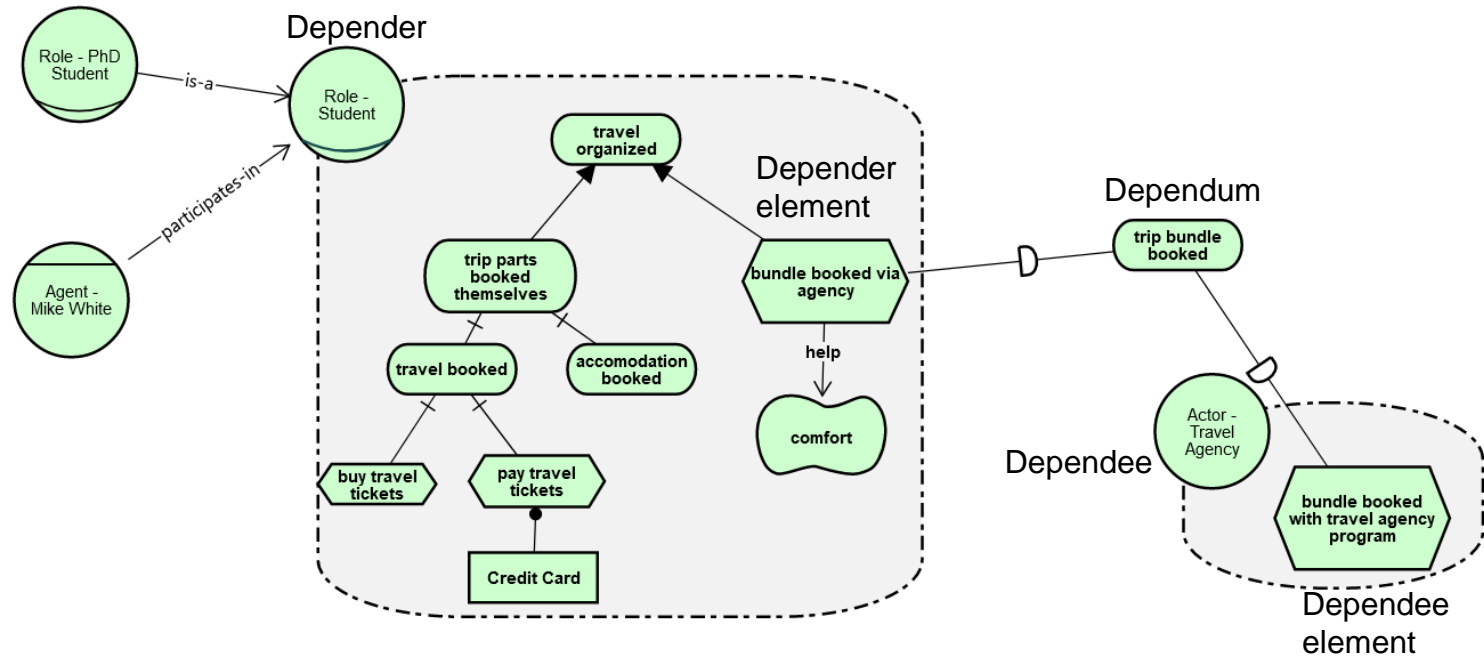 Depender
Role - PhD
Student
is-a
Role -
Student
participates-in
Agent -
Mike White
travel
organized
Depender
element
trip parts
booked
themselves
bundle booked via
agency
help
comfort
travel booked
accomodation
booked
buy travel
tickets
pay travel
tickets
Credit Card
Dependum
trip bundle
booked
Dependee
Actor -
Travel
Agency
bundle booked
with travel agency
program
Dependee
element